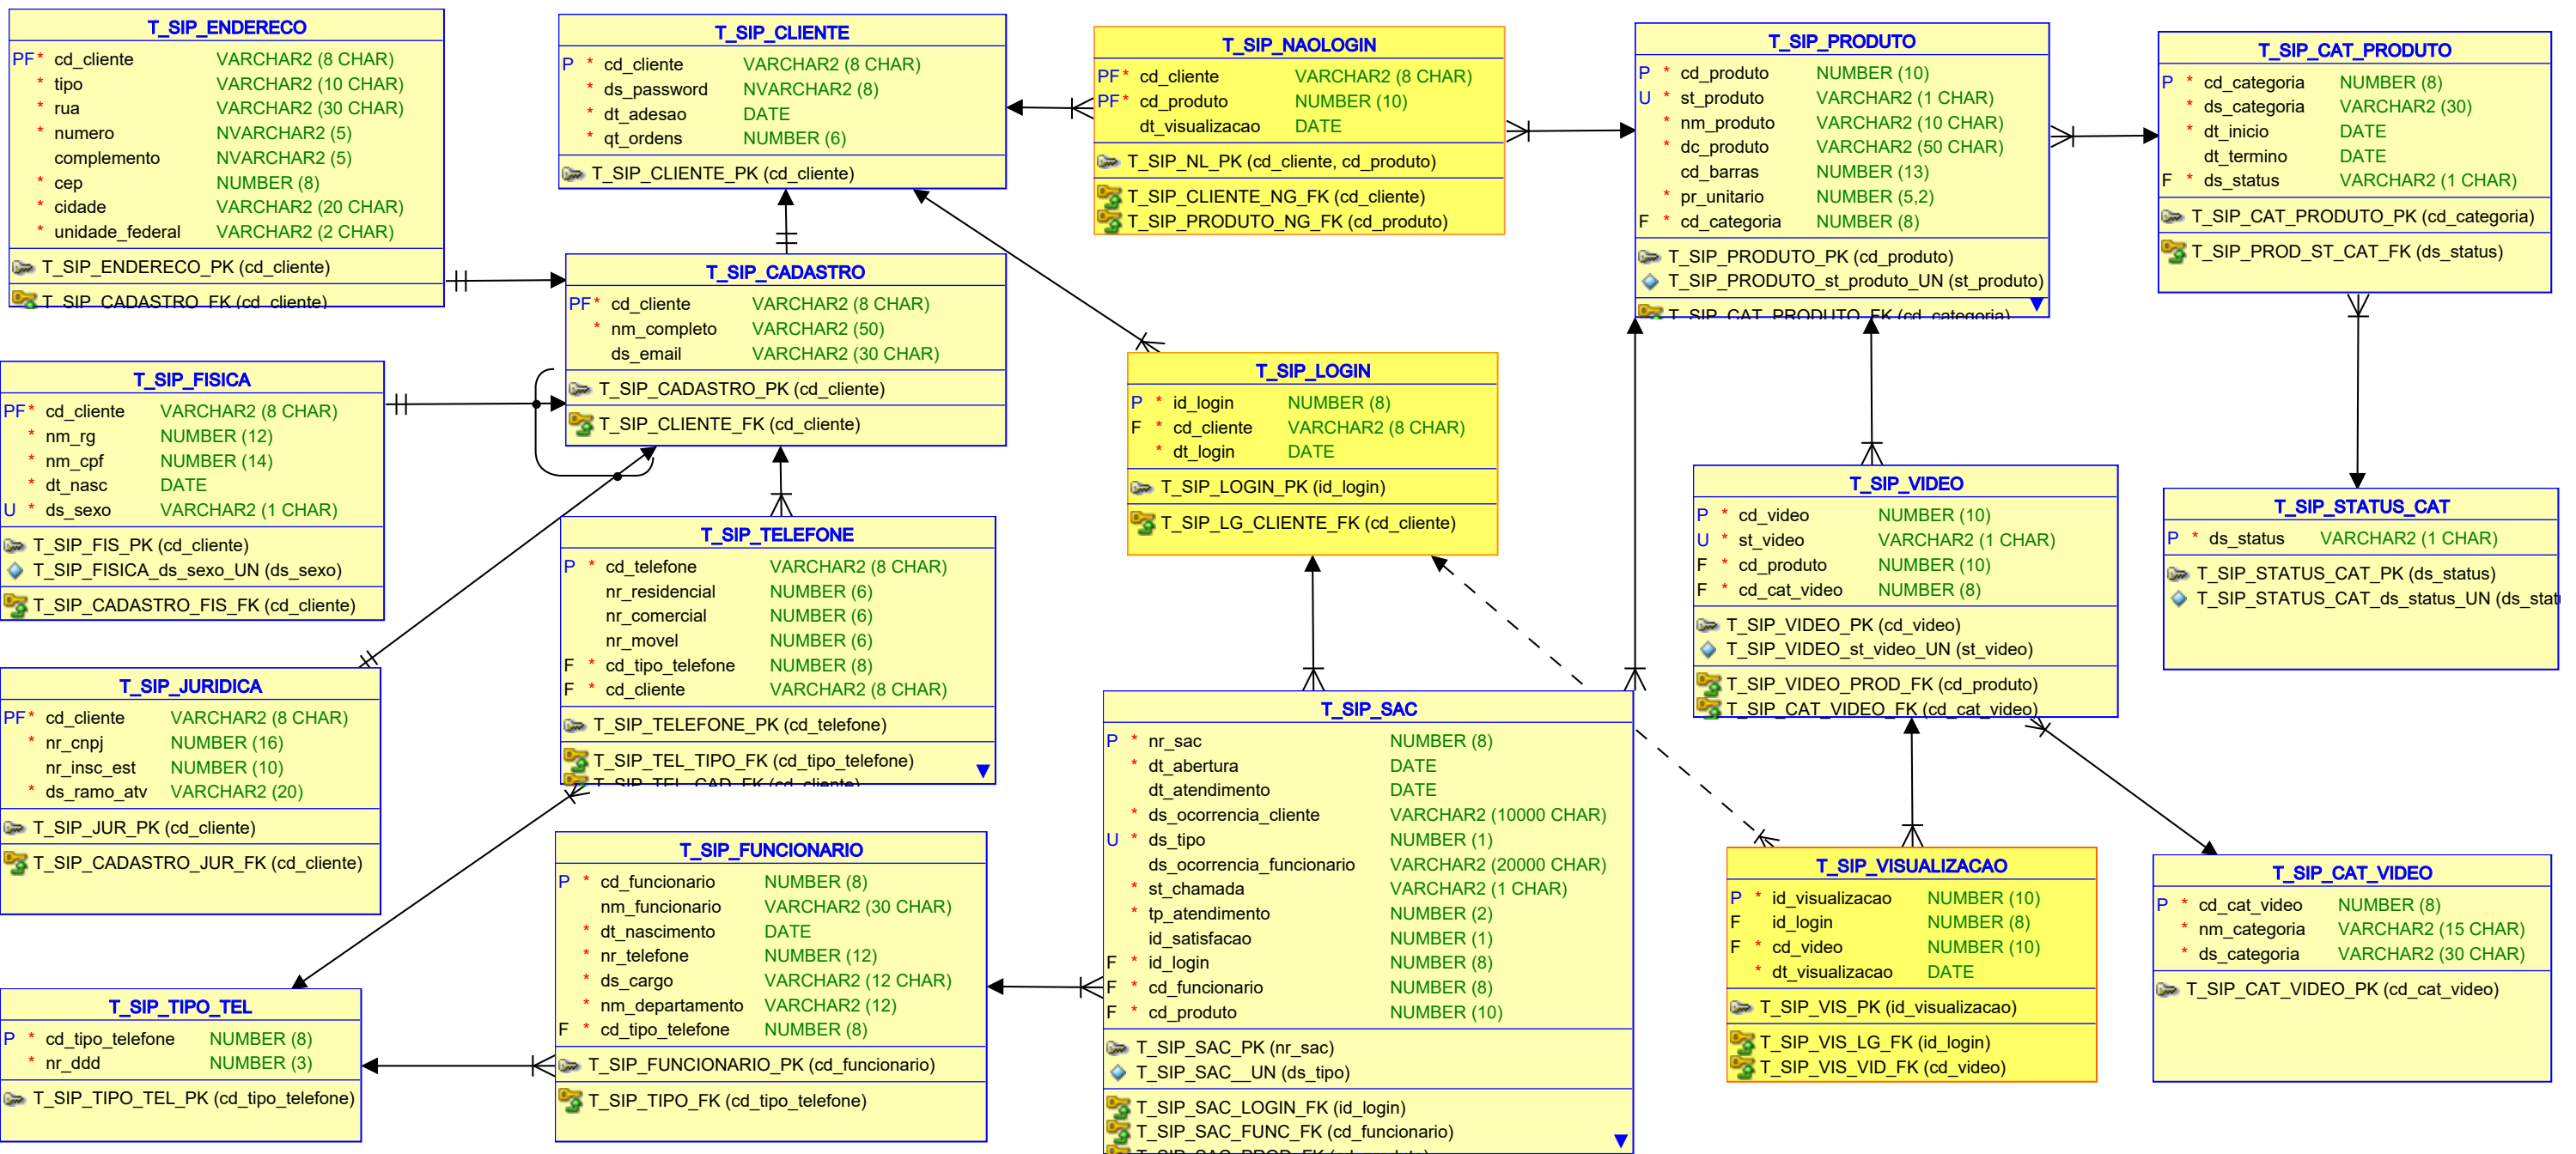 T_SIP_ENDERECO
PF* cd_cliente VARCHAR2 (8 CHAR)
* tipo VARCHAR2 (10 CHAR)
* rua VARCHAR2 (30 CHAR)
* numero NVARCHAR2 (5)
complemento NVARCHAR2 (5)
* cep NUMBER (8)
* cidade VARCHAR2 (20 CHAR)
* unidade_federal VARCHAR2 (2 CHAR)
T_SIP_ENDERECO_PK (cd_cliente)
T_SIP_CADASTRO_FK (cd_cliente)
T_SIP_CLIENTE
P * cd_cliente VARCHAR2 (8 CHAR)
* ds_password NVARCHAR2 (8)
* dt_adesao DATE
* qt_ordens NUMBER (6)
T_SIP_CLIENTE_PK (cd_cliente)
T_SIP_NAOLOGIN
PF* cd_cliente VARCHAR2 (8 CHAR)
PF* cd_produto NUMBER (10)
dt_visualizacao DATE
T_SIP_NL_PK (cd_cliente, cd_produto)
T_SIP_CLIENTE_NG_FK (cd_cliente)
T_SIP_PRODUTO_NG_FK (cd_produto)
T_SIP_PRODUTO
P * cd_produto NUMBER (10)
U * st_produto VARCHAR2 (1 CHAR)
* nm_produto VARCHAR2 (10 CHAR)
* dc_produto VARCHAR2 (50 CHAR)
cd_barras NUMBER (13)
* pr_unitario NUMBER (5,2)
F * cd_categoria NUMBER (8)
T_SIP_PRODUTO_PK (cd_produto)
T_SIP_PRODUTO_st_produto_UN (st_produto)
T_SIP_CAT_PRODUTO_FK (cd_categoria)
T_SIP_CAT_PRODUTO
P * cd_categoria NUMBER (8)
* ds_categoria VARCHAR2 (30)
* dt_inicio DATE
dt_termino DATE
F * ds_status VARCHAR2 (1 CHAR)
T_SIP_CAT_PRODUTO_PK (cd_categoria)
T_SIP_PROD_ST_CAT_FK (ds_status)
T_SIP_CADASTRO
PF* cd_cliente VARCHAR2 (8 CHAR)
* nm_completo VARCHAR2 (50)
ds_email VARCHAR2 (30 CHAR)
T_SIP_CADASTRO_PK (cd_cliente)
T_SIP_CLIENTE_FK (cd_cliente)
T_SIP_FISICA
PF* cd_cliente VARCHAR2 (8 CHAR)
* nm_rg NUMBER (12)
* nm_cpf NUMBER (14)
* dt_nasc DATE
U * ds_sexo VARCHAR2 (1 CHAR)
T_SIP_FIS_PK (cd_cliente)
T_SIP_FISICA_ds_sexo_UN (ds_sexo)
T_SIP_CADASTRO_FIS_FK (cd_cliente)
T_SIP_LOGIN
P * id_login NUMBER (8)
F * cd_cliente VARCHAR2 (8 CHAR)
* dt_login DATE
T_SIP_LOGIN_PK (id_login)
T_SIP_LG_CLIENTE_FK (cd_cliente)
T_SIP_VIDEO
P * cd_video NUMBER (10)
U * st_video VARCHAR2 (1 CHAR)
F * cd_produto NUMBER (10)
F * cd_cat_video NUMBER (8)
T_SIP_VIDEO_PK (cd_video)
T_SIP_VIDEO_st_video_UN (st_video)
T_SIP_VIDEO_PROD_FK (cd_produto)
T_SIP_CAT_VIDEO_FK (cd_cat_video)
T_SIP_STATUS_CAT
P * ds_status VARCHAR2 (1 CHAR)
T_SIP_STATUS_CAT_PK (ds_status)
T_SIP_STATUS_CAT_ds_status_UN (ds_stat
T_SIP_TELEFONE
P * cd_telefone VARCHAR2 (8 CHAR)
nr_residencial NUMBER (6)
nr_comercial NUMBER (6)
nr_movel NUMBER (6)
F * cd_tipo_telefone NUMBER (8)
F * cd_cliente VARCHAR2 (8 CHAR)
T_SIP_TELEFONE_PK (cd_telefone)
T_SIP_TEL_TIPO_FK (cd_tipo_telefone)
T_SIP_TEL_CAD_FK (cd_cliente)
T_SIP_JURIDICA
PF* cd_cliente VARCHAR2 (8 CHAR)
* nr_cnpj NUMBER (16)
nr_insc_est NUMBER (10)
* ds_ramo_atv VARCHAR2 (20)
T_SIP_JUR_PK (cd_cliente)
T_SIP_CADASTRO_JUR_FK (cd_cliente)
T_SIP_SAC
P * nr_sac NUMBER (8)
* dt_abertura DATE
dt_atendimento DATE
* ds_ocorrencia_cliente VARCHAR2 (10000 CHAR)
U * ds_tipo NUMBER (1)
ds_ocorrencia_funcionario VARCHAR2 (20000 CHAR)
* st_chamada VARCHAR2 (1 CHAR)
* tp_atendimento NUMBER (2)
id_satisfacao NUMBER (1)
F * id_login NUMBER (8)
F * cd_funcionario NUMBER (8)
F * cd_produto NUMBER (10)
T_SIP_SAC_PK (nr_sac)
T_SIP_SAC__UN (ds_tipo)
T_SIP_SAC_LOGIN_FK (id_login)
T_SIP_SAC_FUNC_FK (cd_funcionario)
T_SIP_FUNCIONARIO
P * cd_funcionario NUMBER (8)
nm_funcionario VARCHAR2 (30 CHAR)
* dt_nascimento DATE
* nr_telefone NUMBER (12)
* ds_cargo VARCHAR2 (12 CHAR)
* nm_departamento VARCHAR2 (12)
F * cd_tipo_telefone NUMBER (8)
T_SIP_FUNCIONARIO_PK (cd_funcionario)
T_SIP_TIPO_FK (cd_tipo_telefone)
T_SIP_VISUALIZACAO
P * id_visualizacao NUMBER (10)
F id_login NUMBER (8)
F * cd_video NUMBER (10)
* dt_visualizacao DATE
T_SIP_VIS_PK (id_visualizacao)
T_SIP_VIS_LG_FK (id_login)
T_SIP_VIS_VID_FK (cd_video)
T_SIP_CAT_VIDEO
P * cd_cat_video NUMBER (8)
* nm_categoria VARCHAR2 (15 CHAR)
* ds_categoria VARCHAR2 (30 CHAR)
T_SIP_CAT_VIDEO_PK (cd_cat_video)
T_SIP_TIPO_TEL
P * cd_tipo_telefone NUMBER (8)
* nr_ddd NUMBER (3)
T_SIP_TIPO_TEL_PK (cd_tipo_telefone)